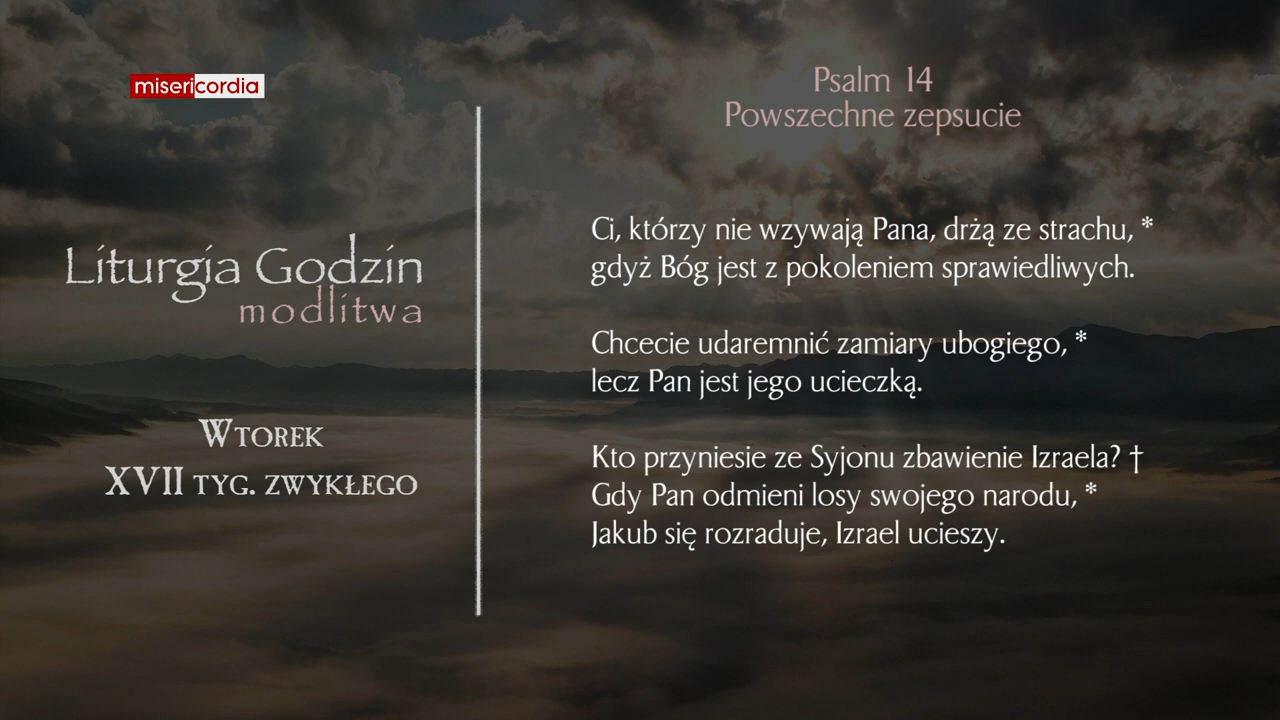 misericordia
Liturgia Godzin
modlitwa
Wtorek
XVII tyg. zwykłego
Psalm 14
Powszechne zepsucie
Ci, którzy nie wzywają Pana, drżą ze strachu, *
gdyż Bóg jest z pokoleniem sprawiedliwych.
Chcecie udaremnić zamiary ubogiego, *
lecz Pan jest jego ucieczką.
Kto przyniesie ze Syjonu zbawienie Izraela? †
Gdy Pan odmieni losy swojego narodu, *
Jakub się rozraduje, Izrael ucieszy.